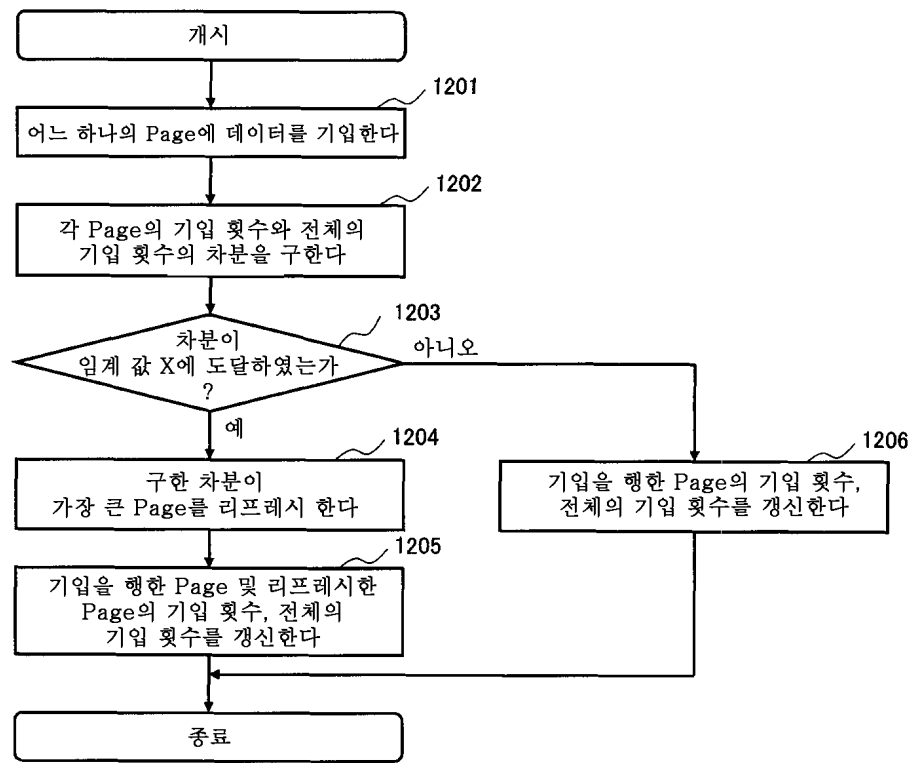 개시
1201
어느 하나의 Page에 데이터를 기입한다
1202
각 Page의 기입 횟수와 전체의
기입 횟수의 차분을 구한다
1203
차분이
임계 값 X에 도달하였는가
?
아니오
예
1204
구한 차분이
가장 큰 Page를 리프레시 한다
1206
기입을 행한 Page의 기입 횟수,
전체의 기입 횟수를 갱신한다
1205
기입을 행한 Page 및 리프레시한
Page의 기입 횟수, 전체의
기입 횟수를 갱신한다
종료